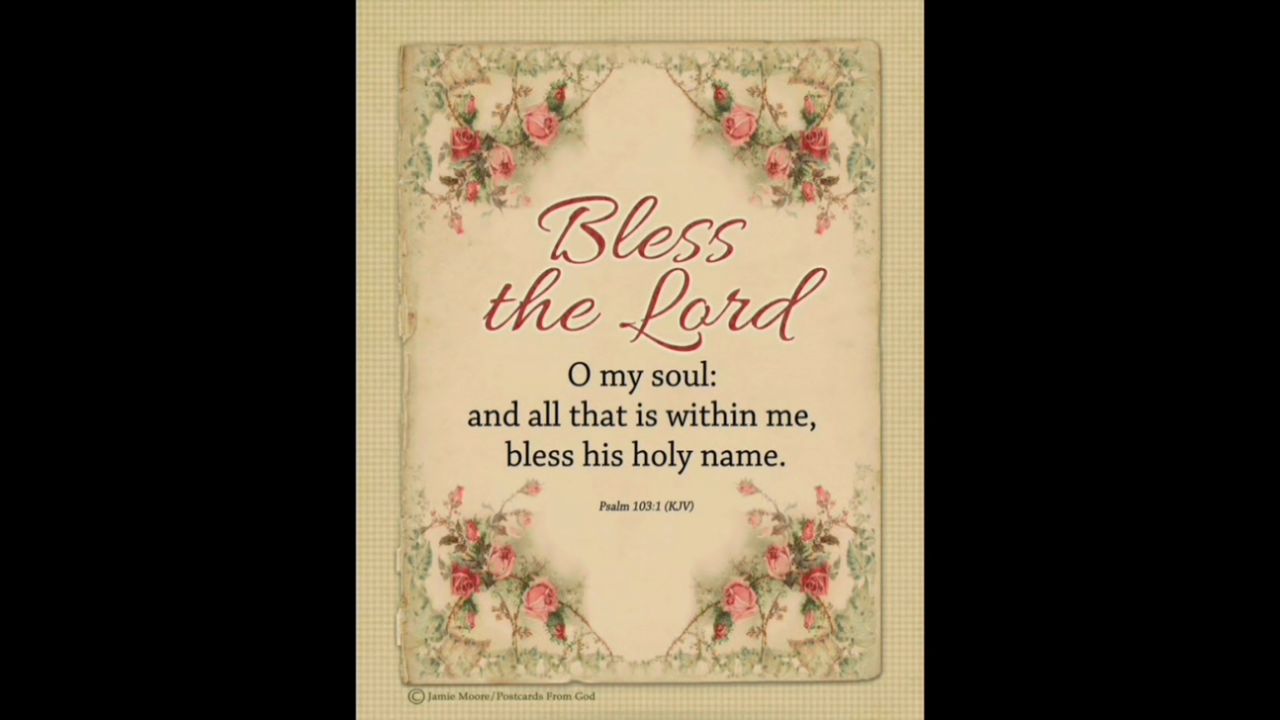 Bless
the Lord
O my soul:
and all that is within me,
bless his holy name.
Psalm 103:1 (KJV)
© Jamie Moore/Postcards From God